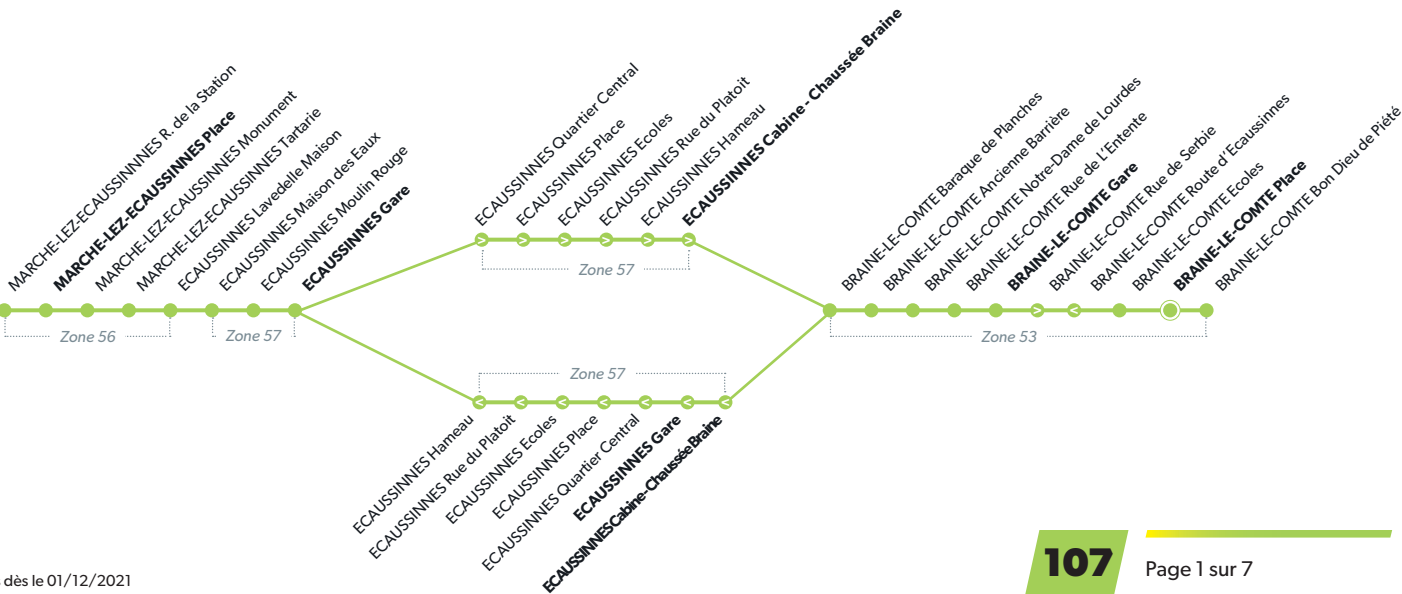 MARCHE-LEZ-ECAUSSINNNES R. de la Station
MARCHE-LEZ-ECAUSSINNES Place
MARCHE-LEZ-ECAUSSINNES Monument
MARCHE-LEZ-ECAUSSINNES Tartarie
ECAUSSINNES Lavedelle Maison
ECAUSSINNES Maison des Eaux
ECAUSSINNES Moulin Rouge
ECAUSSINNES Gare
Zone 56
Zone 57
ECAUSSINNES Quartier Central
ECAUSSINNES Place
ECAUSSINNES Ecoles
ECAUSSINNES Rue du Platoit
ECAUSSINNES Hameau
ECAUSSINNES Cabine - Chaussée Braine
Zone 57
Zone 57
ECAUSSINNES Hameau
ECAUSSINNES Rue du Platoit
ECAUSSINNES Ecoles
ECAUSSINNES Place
ECAUSSINNES Quartier Central
ECAUSSINNES Gare
ECAUSSINNES Cabine - Chaussée Braine
BRAINE-LE-COMTE Baraque de Planches
BRAINE-LE-COMTE Ancienne Barrière
BRAINE-LE-COMTE Notre-Dame de Lourdes
BRAINE-LE-COMTE Rue de L'Entente
BRAINE-LE-COMTE Gare
BRAINE-LE-COMTE Rue de Serbie
BRAINE-LE-COMTE Route d'Ecaussinnes
BRAINE-LE-COMTE Ecoles
BRAINE-LE-COMTE Place
BRAINE-LE-COMTE Bon Dieu de Piété
Zone 53
dès le 01/12/2021
107
Page 1 sur 7